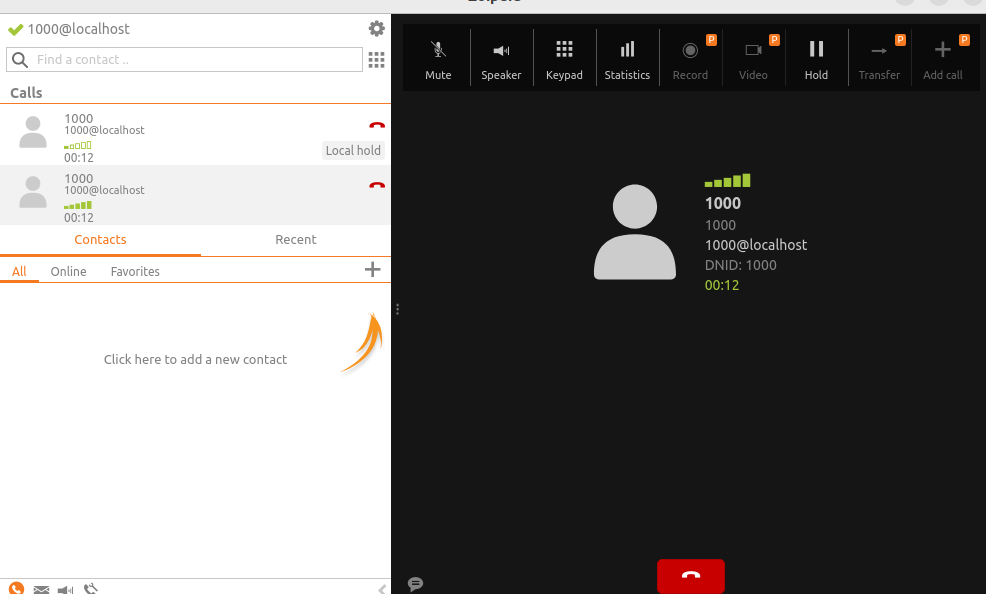 1000@localhost
Find a contact ..
Calls
1000
1000@localhost
00:12
Local hold
1000
1000@localhost
00:12
Contacts Recent
All Online Favorites
Click here to add a new contact
P P P P
Mute Speaker Keypad Statistics Record Video Hold Transfer Add call
1000
1000
1000@localhost
DNID: 1000
00:12